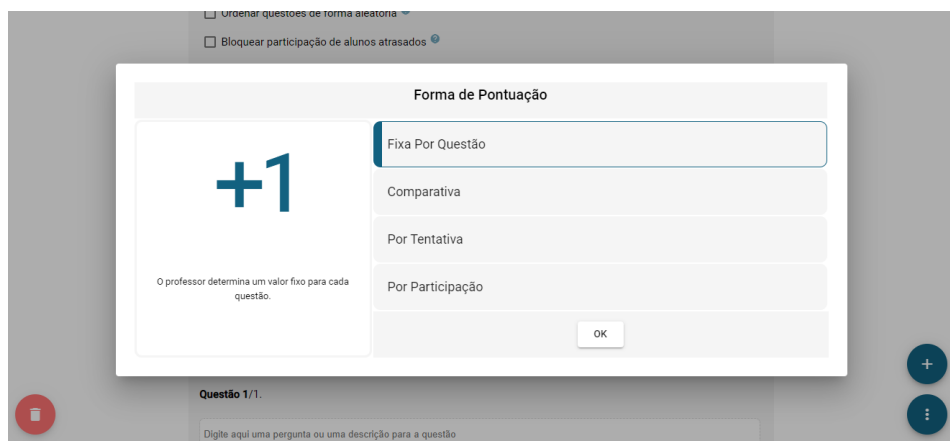 Ordenar questões de forma aleatória
Bloquear participação de alunos atrasados
Forma de Pontuação
+1
O professor determina um valor fixo para cada
questão.
Fixa Por Questão
Comparativa
Por Tentativa
Por Participação
OK
Questão 1/1.
Digite aqui uma pergunta ou uma descrição para a questão